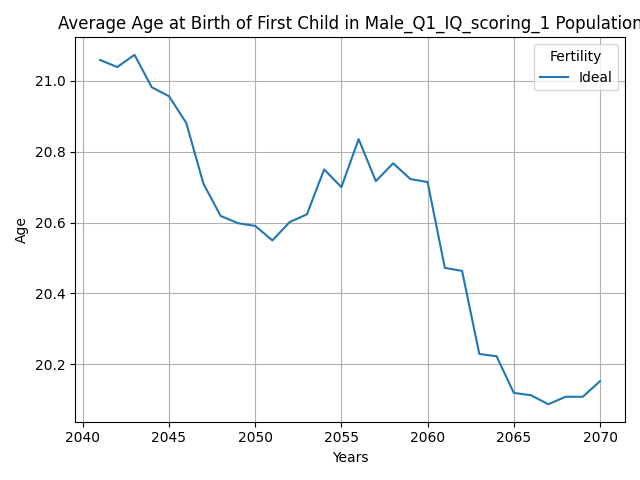 Average Age at Birth of First Child in Male_Q1_IQ_scoring_1 Population
Fertility
Ideal
21.0
20.8
20.6
20.4
20.2
Age
2040 2045 2050 2055 2060 2065 2070
Years